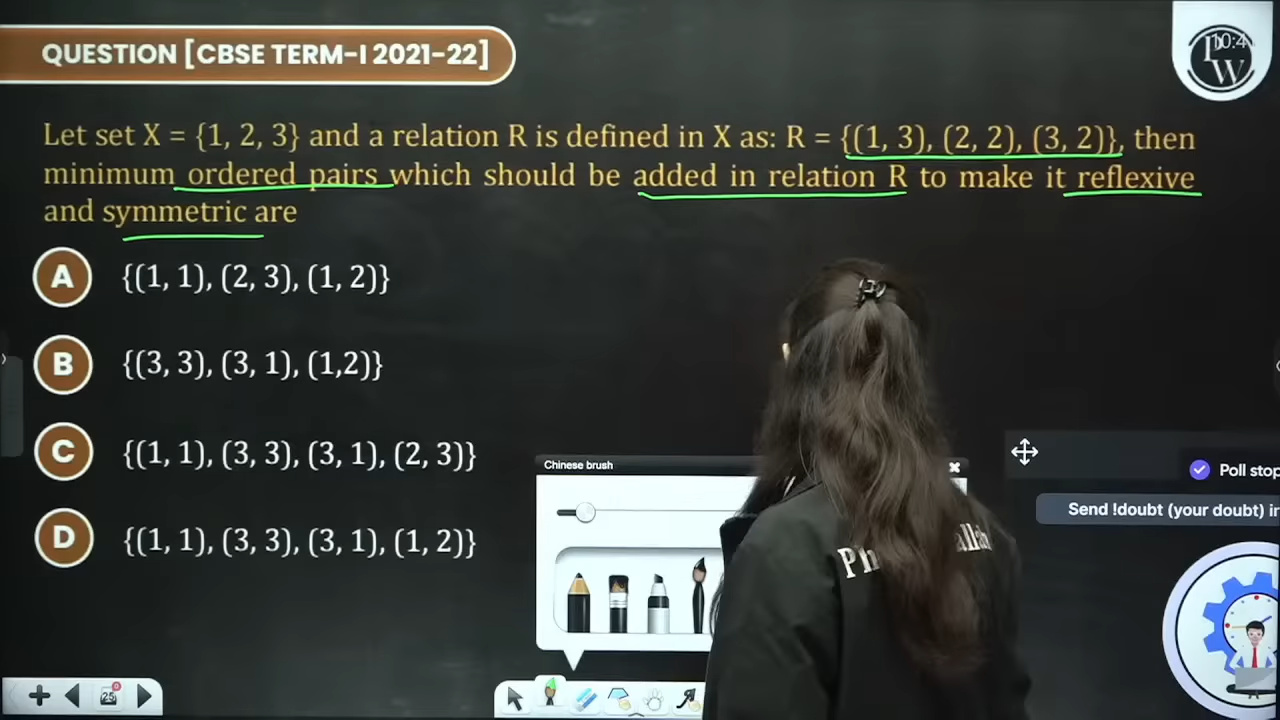 QUESTION [CBSE TERM-I 2021-22]
10:4
PW
Let set X = {1, 2, 3} and a relation R is defined in X as: R = {(1, 3), (2, 2), (3, 2)}, then
minimum ordered pairs which should be added in relation R to make it reflexive
and symmetric are
A {(1, 1), (2, 3), (1, 2)}
B {(3, 3), (3, 1), (1,2)}
C {(1, 1), (3, 3), (3, 1), (2, 3)}
D {(1, 1), (3, 3), (3, 1), (1, 2)}
Chinese brush
Poll stop
Send !doubt (your doubt) in
25